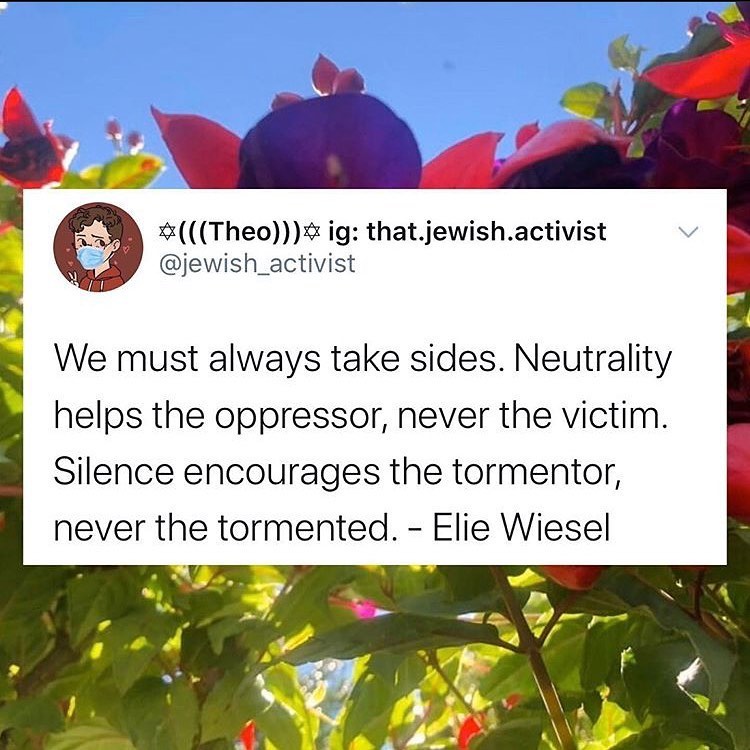 ✡(((Theo)))✡ ig: that.jewish.activist
@jewish_activist
We must always take sides. Neutrality
helps the oppressor, never the victim.
Silence encourages the tormentor,
never the tormented. - Elie Wiesel